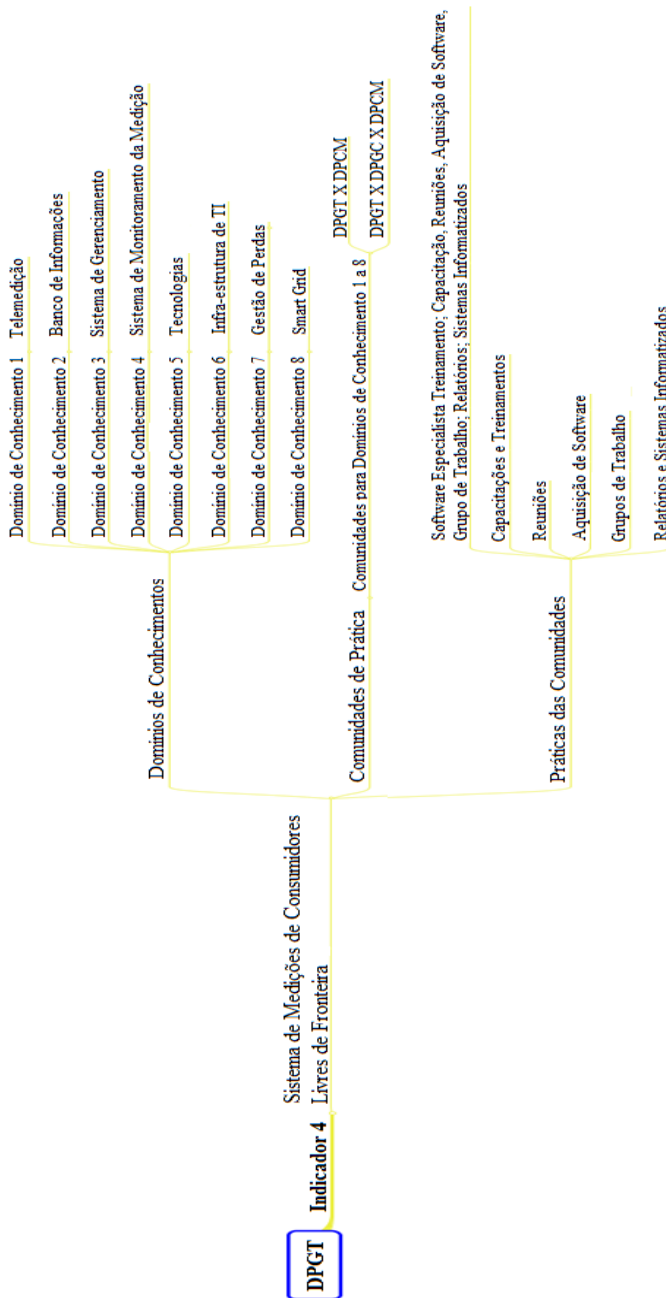 DPGT
Indicador 4
Sistema de Medições de Consumidores
Livres de Fronteira
Domínios de Conhecimentos
Domínio de Conhecimento 1 Telemedição
Domínio de Conhecimento 2 Banco de Informações
Domínio de Conhecimento 3 Sistema de Gerenciamento
Domínio de Conhecimento 4 Sistema de Monitoramento da Medição
Domínio de Conhecimento 5 Tecnologias
Domínio de Conhecimento 6 Infra-estrutura de TI
Domínio de Conhecimento 7 Gestão de Perdas
Domínio de Conhecimento 8 Smart Grid
Comunidades de Prática
Comunidades para Domínios de Conhecimento 1 a 8
DPGT X DPCM
DPGT X DPGC X DPCM
Práticas das Comunidades
Software Especialista Treinamento; Capacitação, Reuniões, Aquisição de Software,
Grupo de Trabalho; Relatórios; Sistemas Informatizados
Capacitações e Treinamentos
Reuniões
Aquisição de Software
Grupos de Trabalho
Relatórios e Sistemas Informatizados